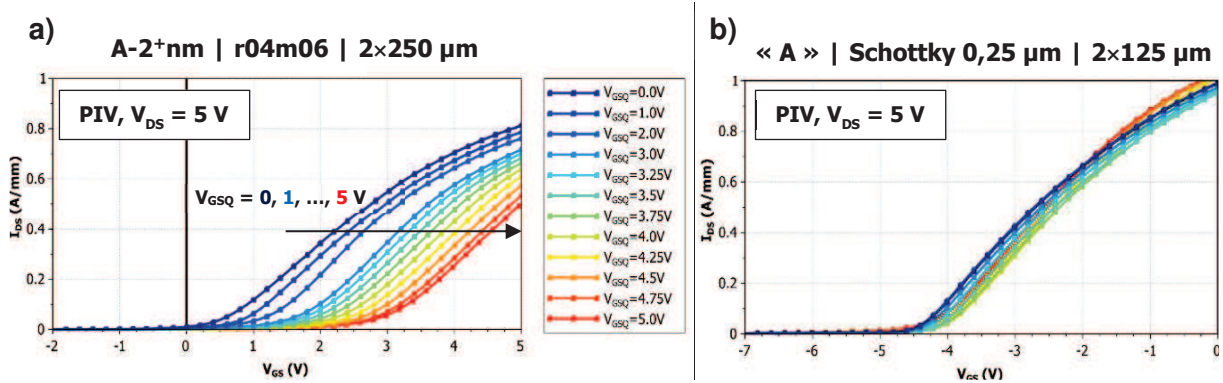 a)
A-2⁺nm | r04m06 | 2×250 µm
PIV, V_DS = 5 V
V_GSQ = 0, 1, ..., 5 V
I_DS (A/mm)
1
0.8
0.6
0.4
0.2
0
-2
-1
0
1
2
3
4
5
V_GS (V)
V_GSQ=0.0V
V_GSQ=1.0V
V_GSQ=2.0V
V_GSQ=3.0V
V_GSQ=3.25V
V_GSQ=3.5V
V_GSQ=3.75V
V_GSQ=4.0V
V_GSQ=4.25V
V_GSQ=4.5V
V_GSQ=4.75V
V_GSQ=5.0V
b)
« A » | Schottky 0,25 µm | 2×125 µm
PIV, V_DS = 5 V
I_DS (A/mm)
1
0.8
0.6
0.4
0.2
0
-7
-6
-5
-4
-3
-2
-1
0
V_GS (V)